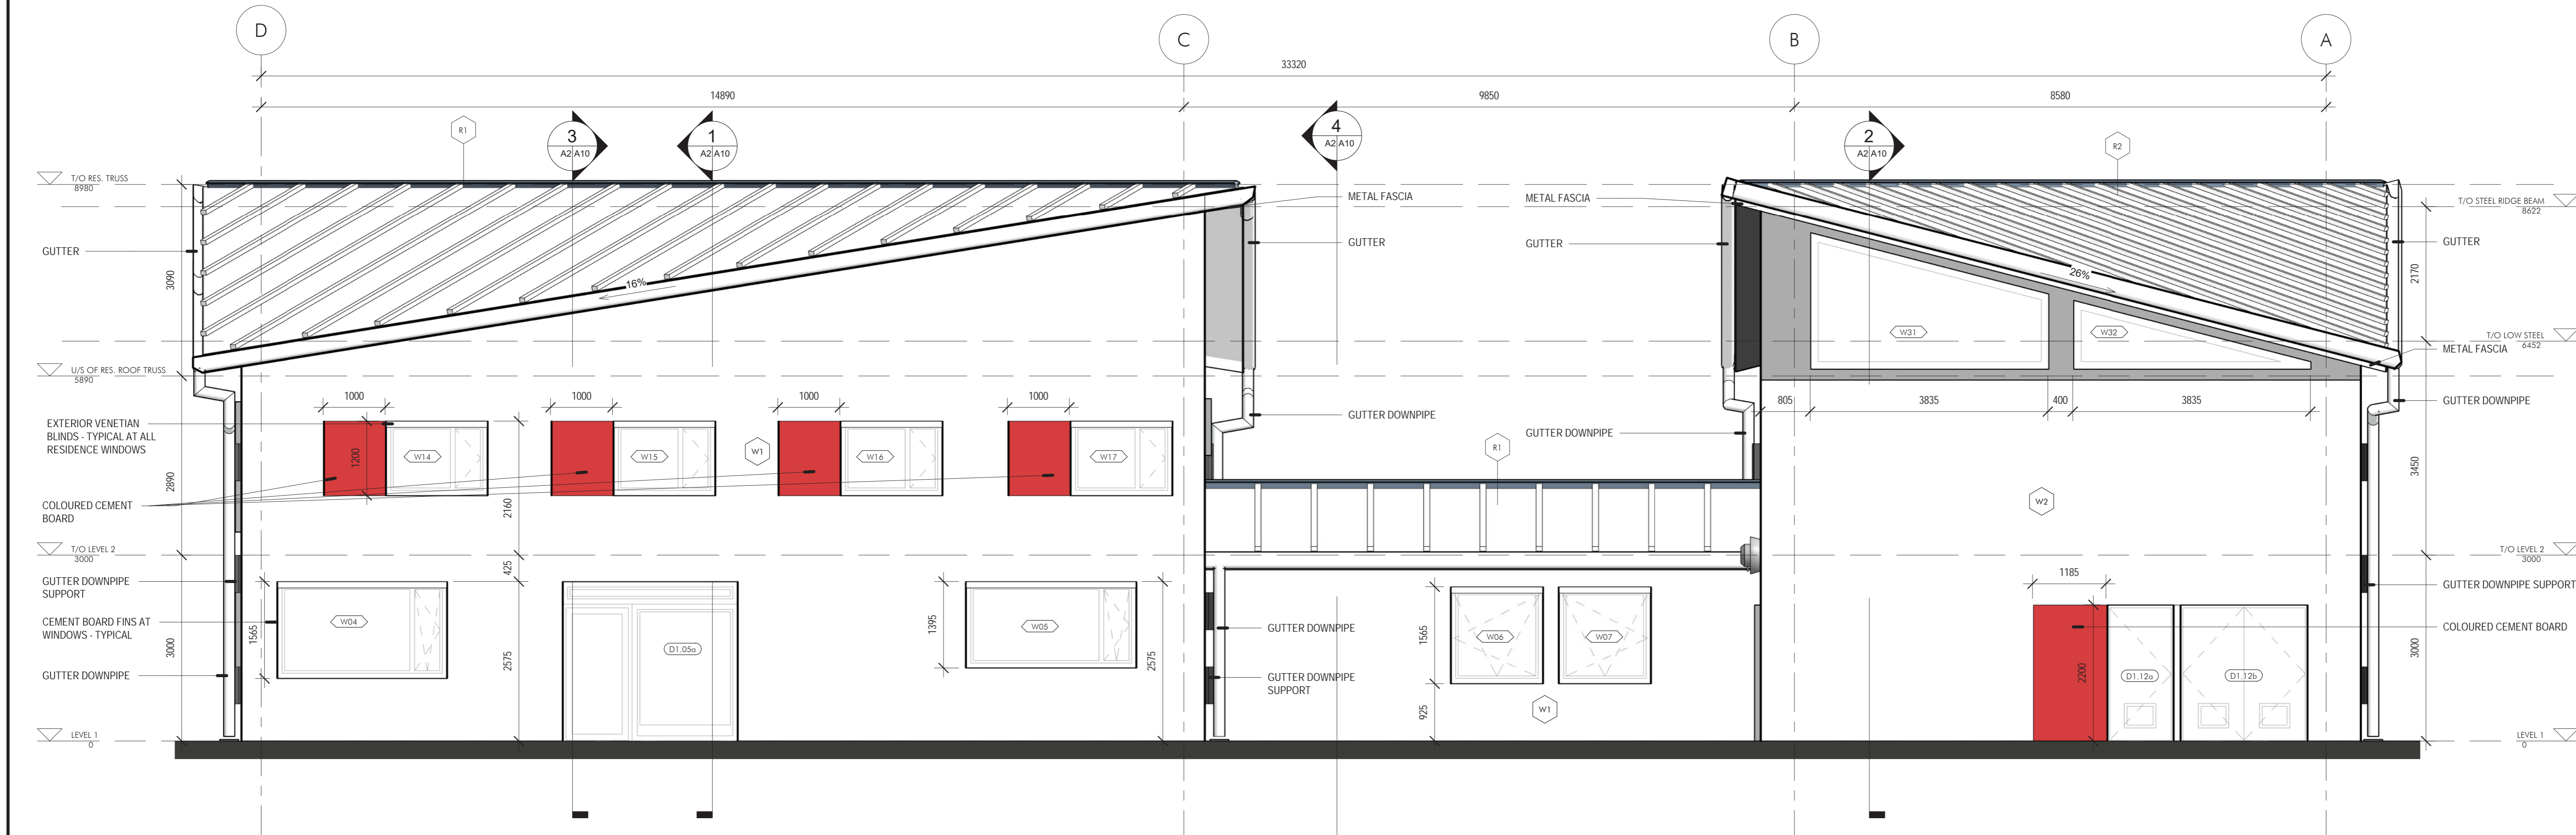 D
C
B
A
33320
14890
9850
8580
R1
3
A2 A10
1
A2 A10
4
A2 A10
2
A2 A10
R2
T/O RES. TRUSS
8980
METAL FASCIA
METAL FASCIA
T/O STEEL RIDGE BEAM
8622
GUTTER
GUTTER
GUTTER
GUTTER
3090
16%
26%
2170
W31
W32
T/O LOW STEEL
6452
METAL FASCIA
U/S OF RES. ROOF TRUSS
5890
1000
1000
1000
1000
805
3835
400
3835
GUTTER DOWNPIPE
EXTERIOR VENETIAN
BLINDS - TYPICAL AT ALL
RESIDENCE WINDOWS
GUTTER DOWNPIPE
GUTTER DOWNPIPE
1200
W14
W15
W1
W16
W17
R1
2890
3450
COLOURED CEMENT
BOARD
2160
W2
T/O LEVEL 2
3000
T/O LEVEL 2
3000
425
1185
GUTTER DOWNPIPE
SUPPORT
GUTTER DOWNPIPE SUPPORT
CEMENT BOARD FINS AT
WINDOWS - TYPICAL
1565
W04
1395
W05
GUTTER DOWNPIPE
1565
W06
W07
COLOURED CEMENT BOARD
3000
2575
D1.05a
2575
3000
GUTTER DOWNPIPE
GUTTER DOWNPIPE
SUPPORT
2200
D1.12a
D1.12b
925
W1
LEVEL 1
0
LEVEL 1
0